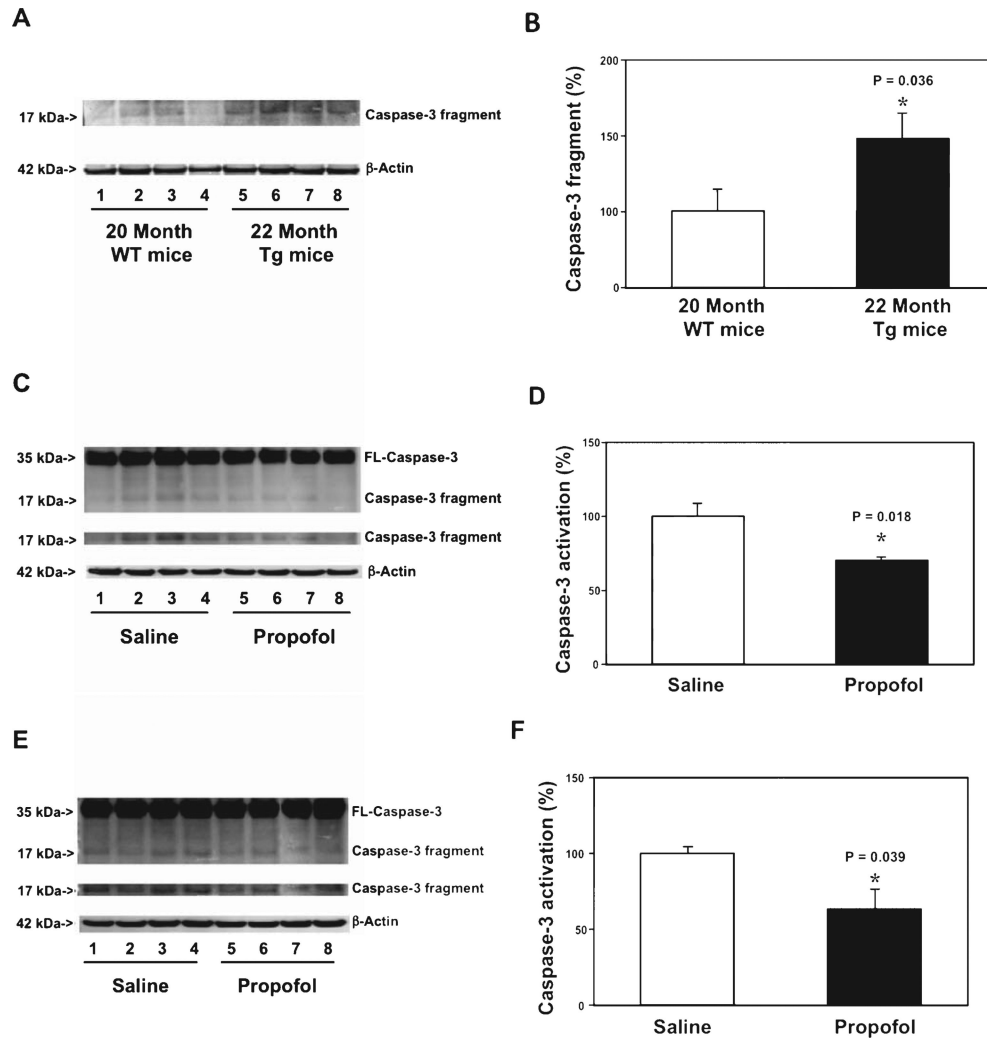 A
17 kDa-> Caspase-3 fragment
42 kDa-> β-Actin
1 2 3 4 5 6 7 8
20 Month 22 Month
WT mice Tg mice
B
Caspase-3 fragment (%)
200
150
100
0
P = 0.036
*
20 Month 22 Month
WT mice Tg mice
C
35 kDa-> FL-Caspase-3
17 kDa-> Caspase-3 fragment
17 kDa-> Caspase-3 fragment
42 kDa-> β-Actin
1 2 3 4 5 6 7 8
Saline Propofol
D
Caspase-3 activation (%)
150
100
50
0
P = 0.018
*
Saline Propofol
E
35 kDa-> FL-Caspase-3
17 kDa-> Caspase-3 fragment
17 kDa-> Caspase-3 fragment
42 kDa-> β-Actin
1 2 3 4 5 6 7 8
Saline Propofol
F
Caspase-3 activation (%)
150
100
50
0
P = 0.039
*
Saline Propofol